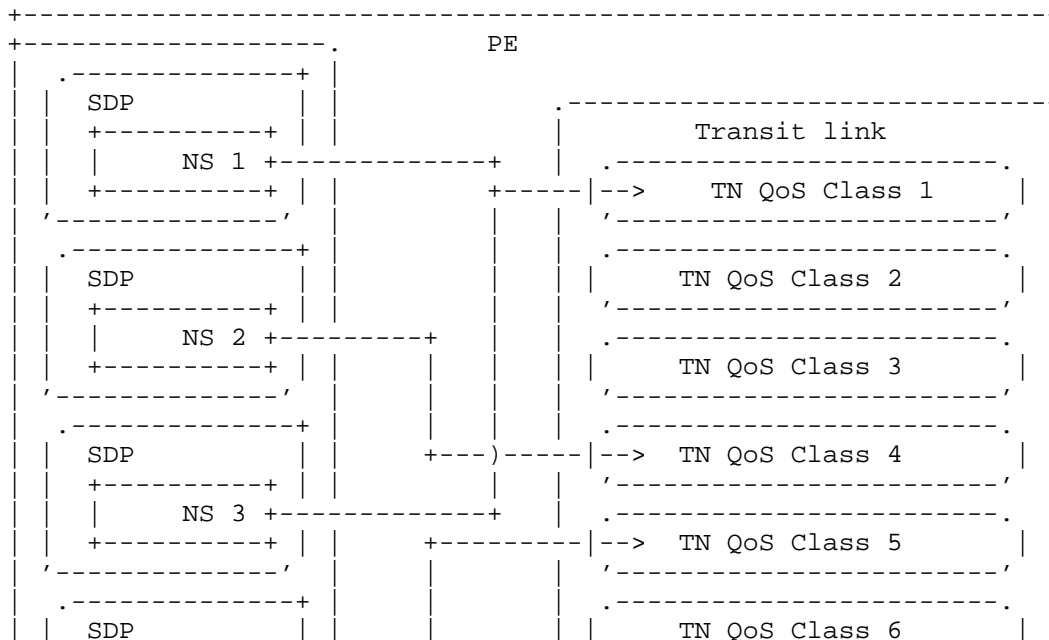 PE
SDP
Transit link
NS 1
TN QoS Class 1
SDP TN QoS Class 2
NS 2
TN QoS Class 3
SDP TN QoS Class 4
NS 3
TN QoS Class 5
SDP TN QoS Class 6